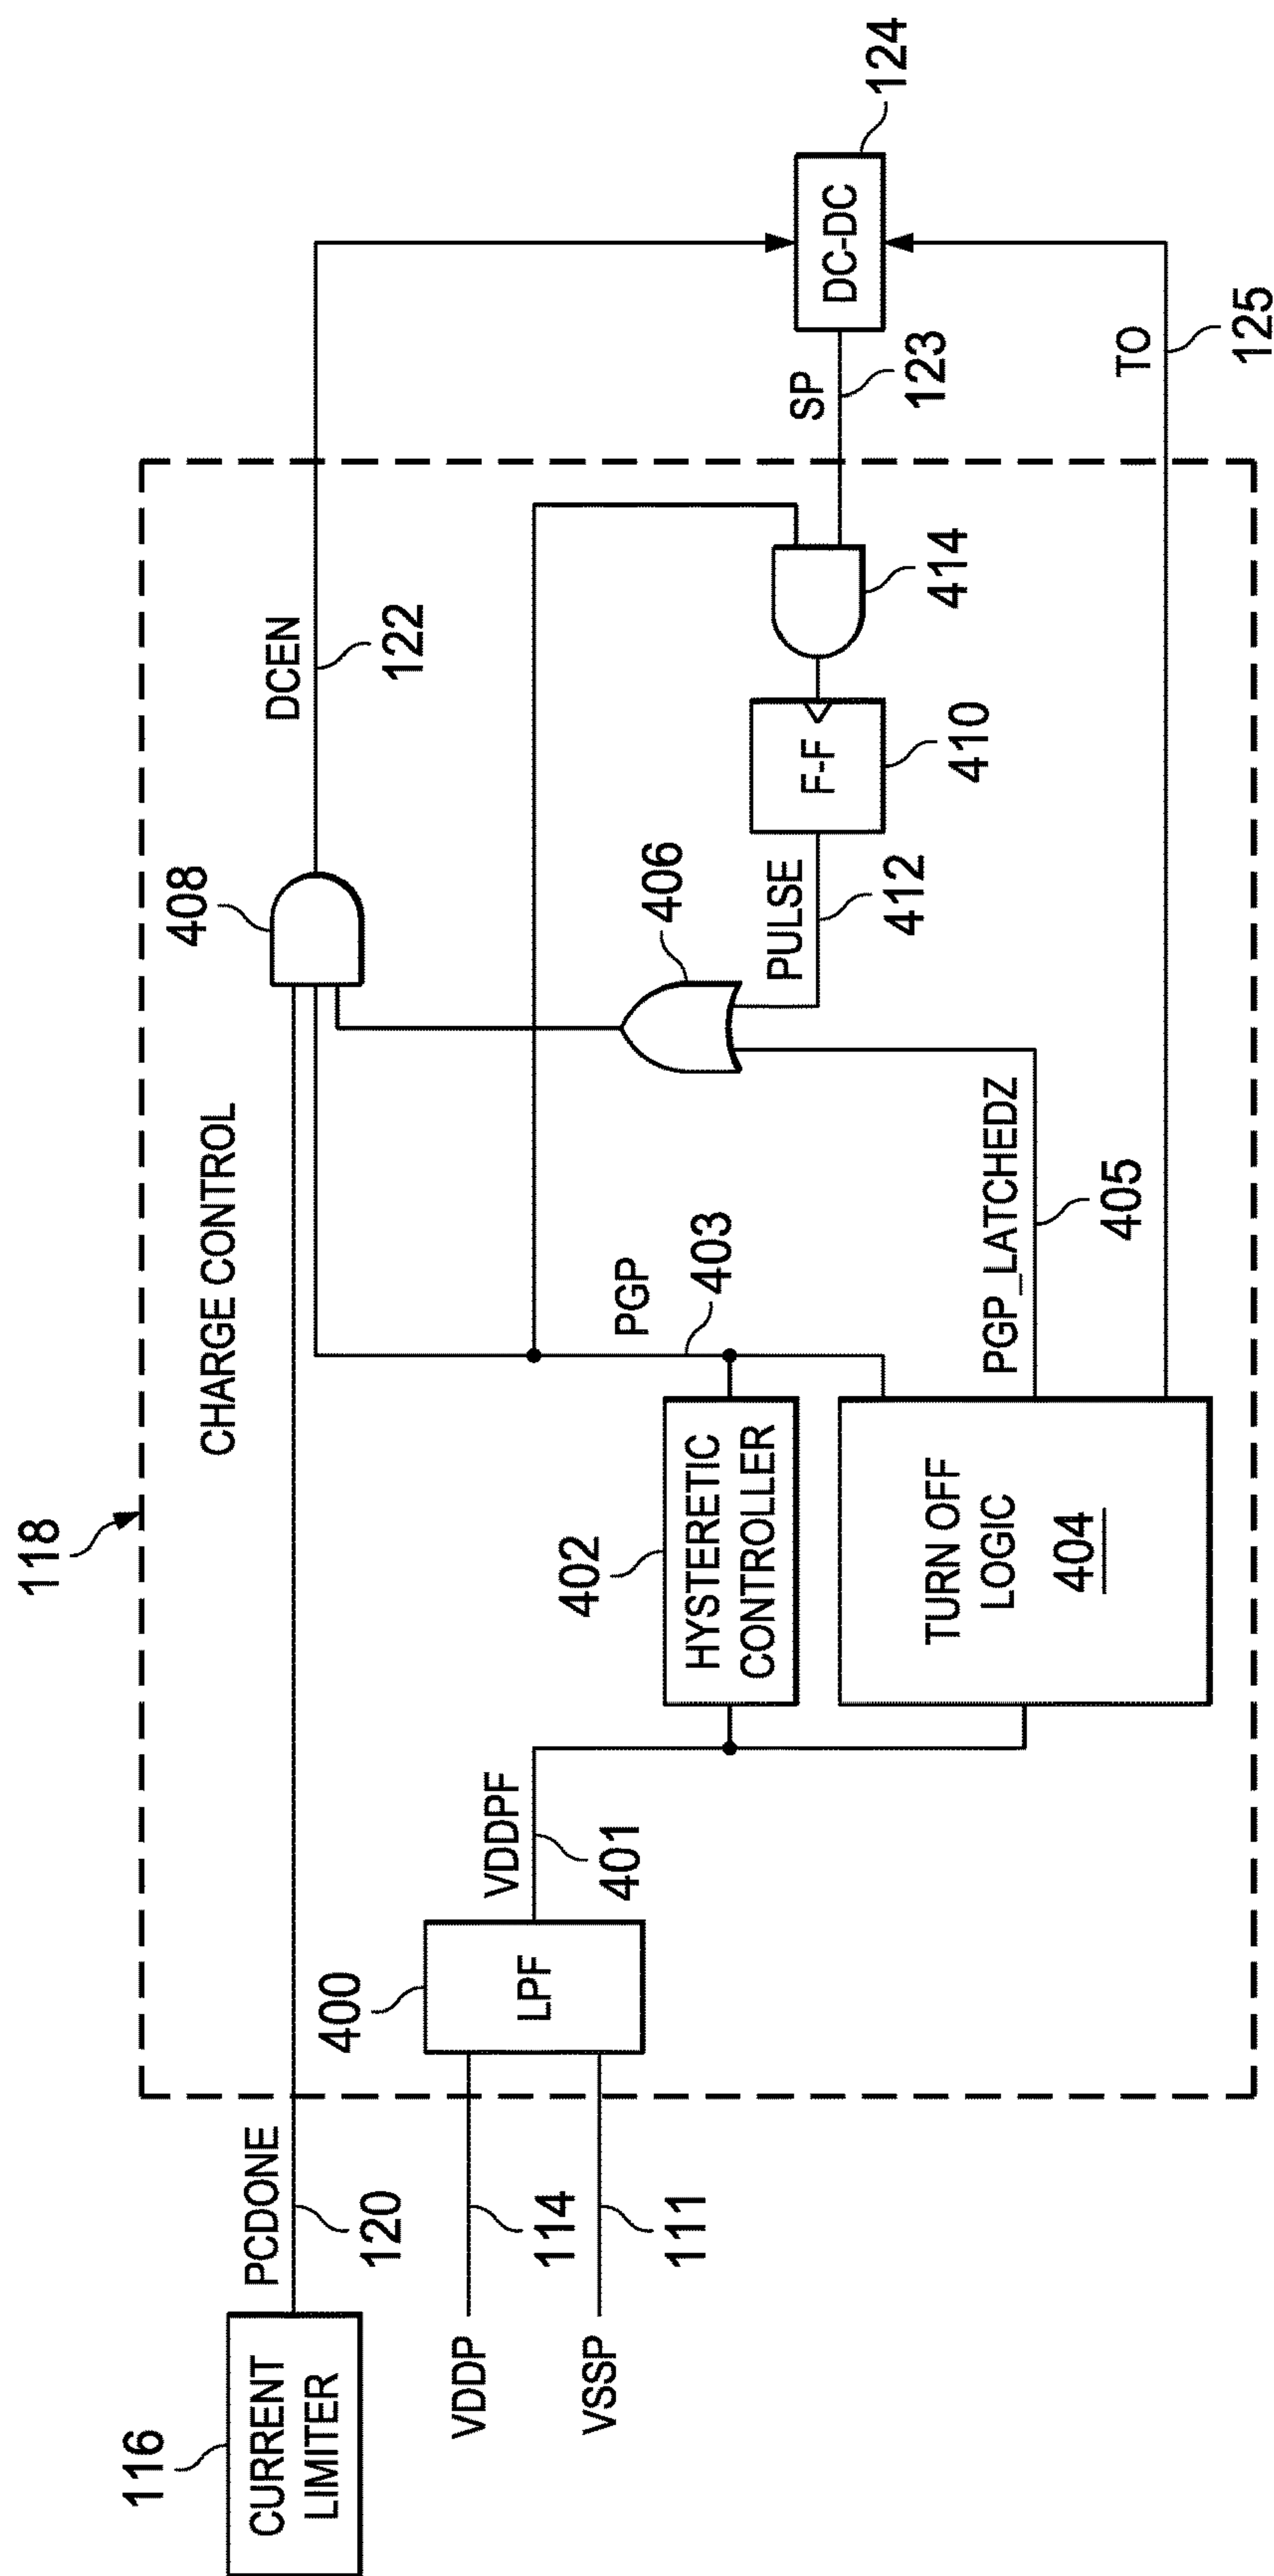 118
CHARGE CONTROL
116
CURRENT
LIMITER
PCDONE
120
408
DCEN
122
VDDP
114
VSSP
111
400
LPF
VDDPF
401
402
HYSTERETIC
CONTROLLER
PGP
403
406
PULSE
412
F-F
410
414
SP
123
DC-DC
124
TURN OFF
LOGIC
404
PGP_LATCHEDZ
405
TO
125